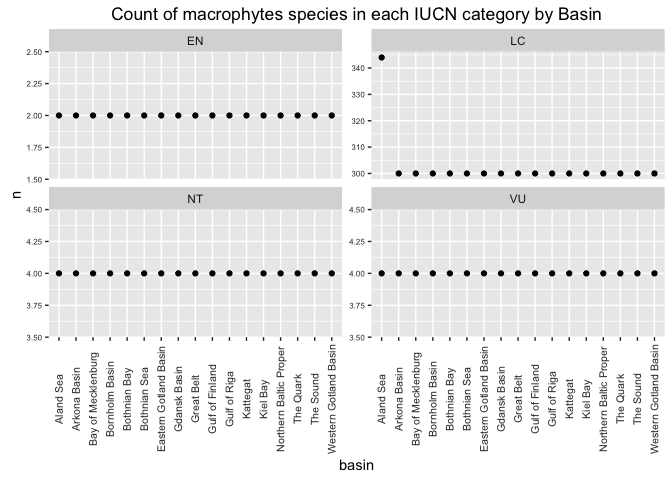 Count of macrophytes species in each IUCN category by Basin
EN
LC
2.50
2.25
2.00
1.75
1.50
340
330
320
310
300
n
NT
VU
4.50
4.25
4.00
3.75
3.50
4.50
4.25
4.00
3.75
3.50
Aland Sea
Arkona Basin
Bay of Mecklenburg
Bornholm Basin
Bothnian Bay
Bothnian Sea
Eastern Gotland Basin
Gdansk Basin
Great Belt
Gulf of Finland
Gulf of Riga
Kattegat
Kiel Bay
Northern Baltic Proper
The Quark
The Sound
Western Gotland Basin
Aland Sea
Arkona Basin
Bay of Mecklenburg
Bornholm Basin
Bothnian Bay
Bothnian Sea
Eastern Gotland Basin
Gdansk Basin
Great Belt
Gulf of Finland
Gulf of Riga
Kattegat
Kiel Bay
Northern Baltic Proper
The Quark
The Sound
Western Gotland Basin
basin